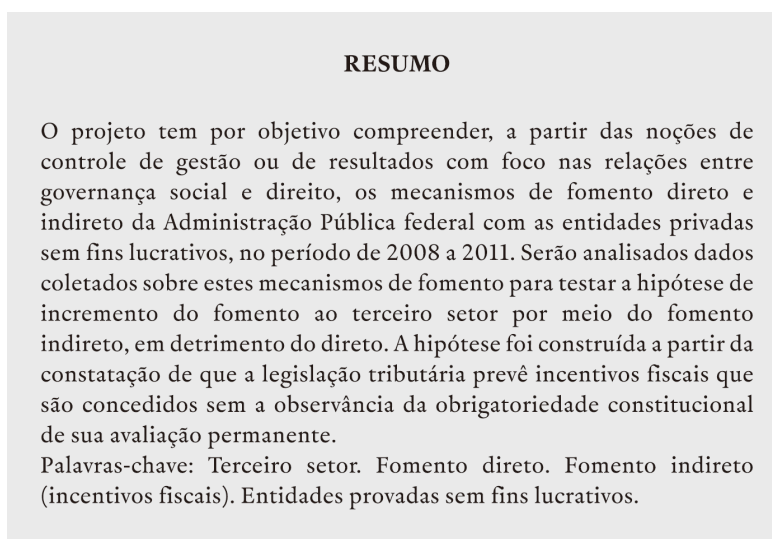 RESUMO
O projeto tem por objetivo compreender, a partir das noções de
controle de gestão ou de resultados com foco nas relações entre
governança social e direito, os mecanismos de fomento direto e
indireto da Administração Pública federal com as entidades privadas
sem fins lucrativos, no período de 2008 a 2011. Serão analisados dados
coletados sobre estes mecanismos de fomento para testar a hipótese de
incremento do fomento ao terceiro setor por meio do fomento
indireto, em detrimento do direto. A hipótese foi construída a partir da
constatação de que a legislação tributária prevê incentivos fiscais que
são concedidos sem a observância da obrigatoriedade constitucional
de sua avaliação permanente.
Palavras-chave: Terceiro setor. Fomento direto. Fomento indireto
(incentivos fiscais). Entidades provadas sem fins lucrativos.